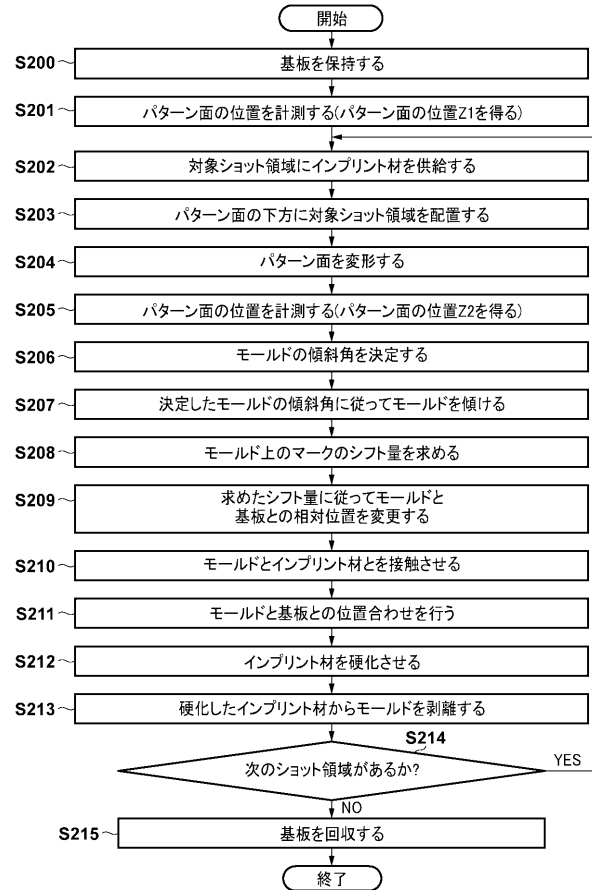 開始
S200
基板を保持する
S201
パターン面の位置を計測する(パターン面の位置Z1を得る)
S202
対象ショット領域にインプリント材を供給する
S203
パターン面の下方に対象ショット領域を配置する
S204
パターン面を変形する
S205
パターン面の位置を計測する(パターン面の位置Z2を得る)
S206
モールドの傾斜角を決定する
S207
決定したモールドの傾斜角に従ってモールドを傾ける
S208
モールド上のマークのシフト量を求める
S209
求めたシフト量に従ってモールドと
基板との相対位置を変更する
S210
モールドとインプリント材とを接触させる
S211
モールドと基板との位置合わせを行う
S212
インプリント材を硬化させる
S213
硬化したインプリント材からモールドを剥離する
S214
次のショット領域があるか?
YES
NO
S215
基板を回収する
終了